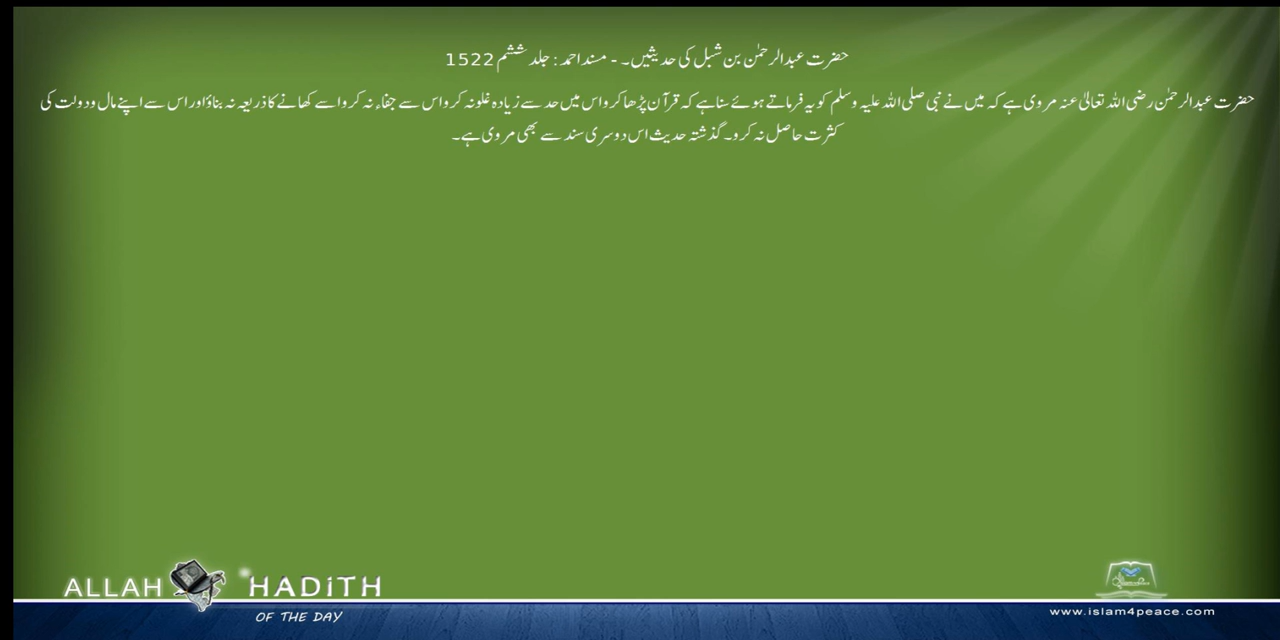 حضرت عبدالرحمٰن بن شبل کی حدیثیں۔ - مسند احمد : جلد ششم 1522
حضرت عبدالرحمٰن رضی اللہ تعالیٰ عنہ مروی ہے کہ میں نے نبی صلی اللہ علیہ وسلم کو یہ فرماتے ہوئے سنا ہے کہ قرآن پڑھا کرو اس میں حد سے زیادہ غلو نہ کرو اس سے جفاء نہ کرو اسے کھانے کا ذریعہ نہ بناؤ اور اس سے اپنے مال و دولت کی
کثرت حاصل نہ کرو۔ گذشتہ حدیث اس دوسری سند سے بھی مروی ہے۔
ALLAH HADITH
OF THE DAY
www.islam4peace.com